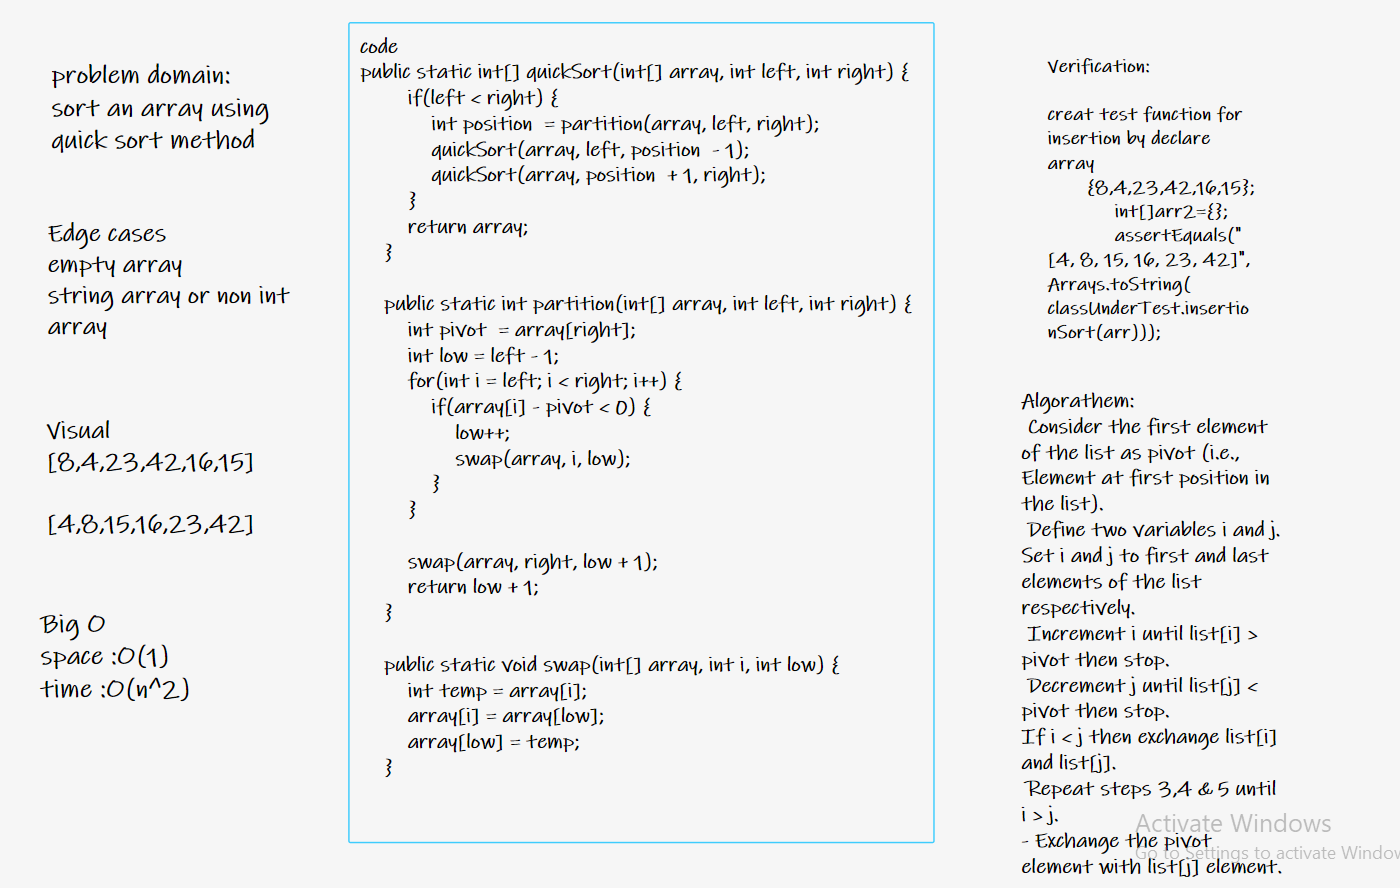 problem domain:
sort an array using
quick sort method
Edge cases
empty array
string array or non int
array
Visual
[8,4,23,42,16,15]
[4,8,15,16,23,42]
Big O
space :O(1)
time :O(n^2)
code
public static int[] quickSort(int[] array, int left, int right) {
if(left < right) {
int position = partition(array, left, right);
quickSort(array, left, position - 1);
quickSort(array, position + 1, right);
}
return array;
}
public static int partition(int[] array, int left, int right) {
int pivot = array[right];
int low = left - 1;
for(int i = left; i < right; i++) {
if(array[i] - pivot < 0) {
low++;
swap(array, i, low);
}
}
swap(array, right, low + 1);
return low + 1;
}
public static void swap(int[] array, int i, int low) {
int temp = array[i];
array[i] = array[low];
array[low] = temp;
}
Verification:
creat test function for
insertion by declare
array
{8,4,23,42,16,15};
int[]arr2={};
assertEquals("
[4, 8, 15, 16, 23, 42]",
Arrays.toString(
classUnderTest.insertio
nSort(arr)));
Algorathem:
Consider the first element
of the list as pivot (i.e.,
Element at first position in
the list).
Define two variables i and j.
Set i and j to first and last
elements of the list
respectively.
Increment i until list[i] >
pivot then stop.
Decrement j until list[j] <
pivot then stop.
If i < j then exchange list[i]
and list[j].
Repeat steps 3,4 & 5 until
i > j.
- Exchange the pivot
element with list[j] element.
Activate Windows
Go to Settings to activate Window